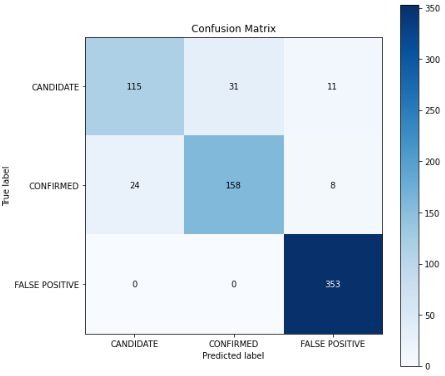 Confusion Matrix
350
300
250
200
150
100
50
0
True label
CANDIDATE 115 31 11
CONFIRMED 24 158 8
FALSE POSITIVE 0 0 353
CANDIDATE CONFIRMED FALSE POSITIVE
Predicted label